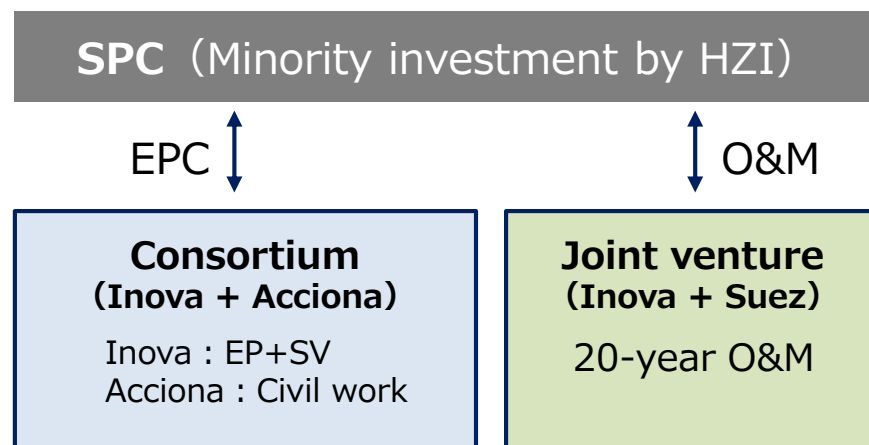 SPC（Minority investment by HZI）
EPC
O&M
Consortium
（Inova + Acciona）
Inova : EP+SV
Acciona : Civil work
Joint venture
（Inova + Suez）
20-year O&M